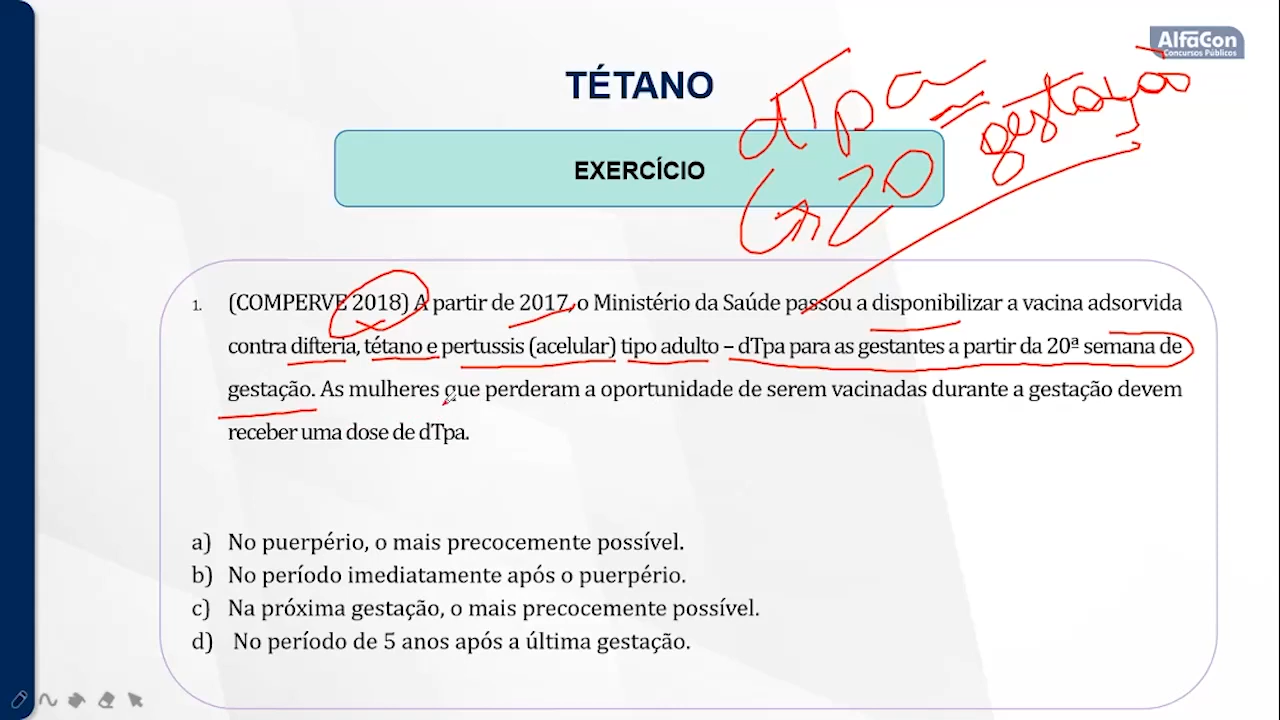 AlfaCon
Concursos Públicos
TÉTANO
dTpa = gestação
EXERCÍCIO
20
1. (COMPERVE 2018) A partir de 2017, o Ministério da Saúde passou a disponibilizar a vacina adsorvida
contra difteria, tétano e pertussis (acelular) tipo adulto – dTpa para as gestantes a partir da 20ª semana de
gestação. As mulheres que perderam a oportunidade de serem vacinadas durante a gestação devem
receber uma dose de dTpa.
a) No puerpério, o mais precocemente possível.
b) No período imediatamente após o puerpério.
c) Na próxima gestação, o mais precocemente possível.
d) No período de 5 anos após a última gestação.